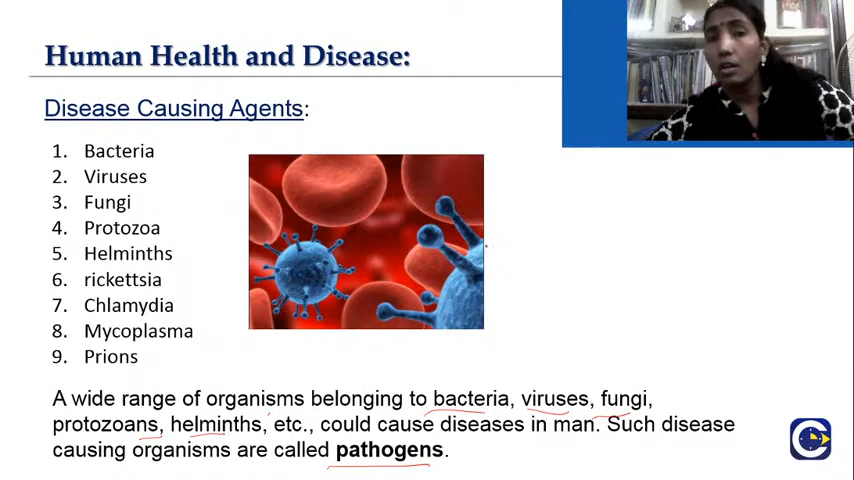 Human Health and Disease:
Disease Causing Agents:
1. Bacteria
2. Viruses
3. Fungi
4. Protozoa
5. Helminths
6. rickettsia
7. Chlamydia
8. Mycoplasma
9. Prions
A wide range of organisms belonging to bacteria, viruses, fungi,
protozoans, helminths, etc., could cause diseases in man. Such disease
causing organisms are called pathogens.